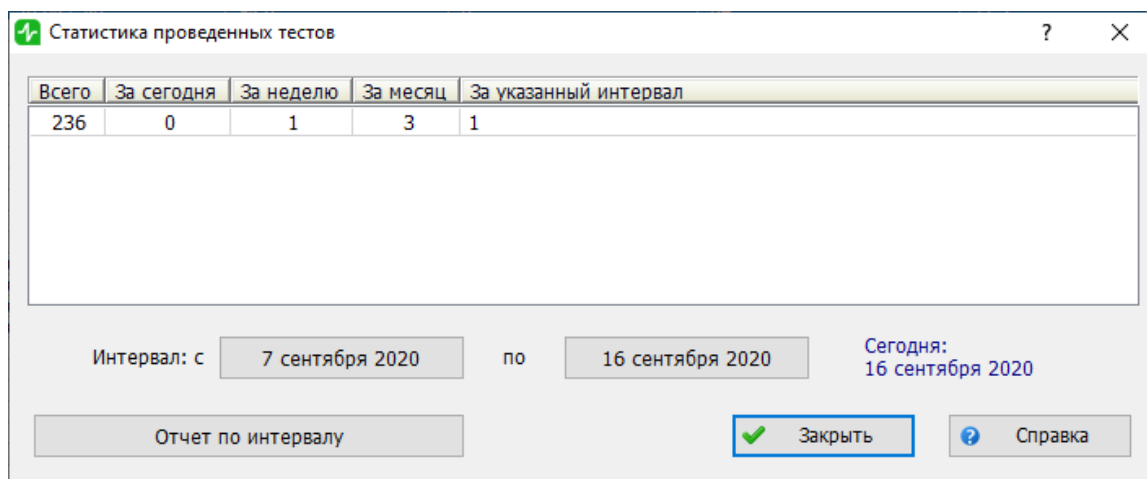 Статистика проведенных тестов ?
Всего За сегодня За неделю За месяц За указанный интервал
236 0 1 3 1
Интервал: с 7 сентября 2020 по 16 сентября 2020 Сегодня:
16 сентября 2020
Отчет по интервалу Закрыть Справка